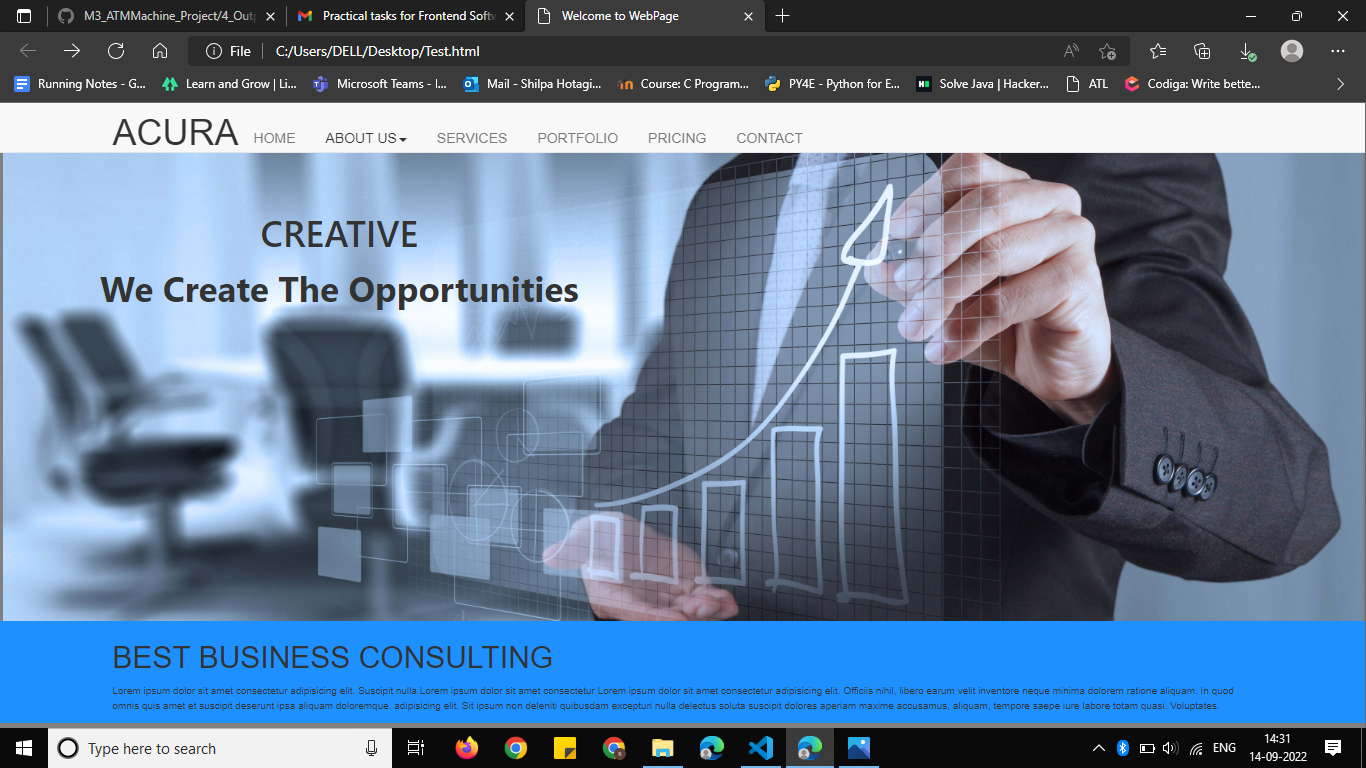 M3_ATMMachine_Project/4_Outp
Practical tasks for Frontend Softw
Welcome to WebPage
File
C:/Users/DELL/Desktop/Test.html
Running Notes - G...
Learn and Grow | Li...
Microsoft Teams - I...
Mail - Shilpa Hotagi...
Course: C Program...
PY4E - Python for E...
Solve Java | Hacker...
ATL
Codiga: Write bette...
ACURA HOME ABOUT US SERVICES PORTFOLIO PRICING CONTACT
CREATIVE
We Create The Opportunities
BEST BUSINESS CONSULTING
Lorem ipsum dolor sit amet consectetur adipisicing elit. Suscipit nulla Lorem ipsum dolor sit amet consectetur Lorem ipsum dolor sit amet consectetur adipisicing elit. Officiis nihil, libero earum velit inventore neque minima dolorem ratione aliquam. In quod
omnis quis amet et suscipit deserunt ipsa aliquam doloremque. adipisicing elit. Sit ipsum non deleniti quibusdam excepturi nulla delectus soluta suscipit dolores aperiam maxime accusamus, aliquam, tempore saepe iure labore totam quasi. Voluptates.
Type here to search
ENG
14:31
14-09-2022